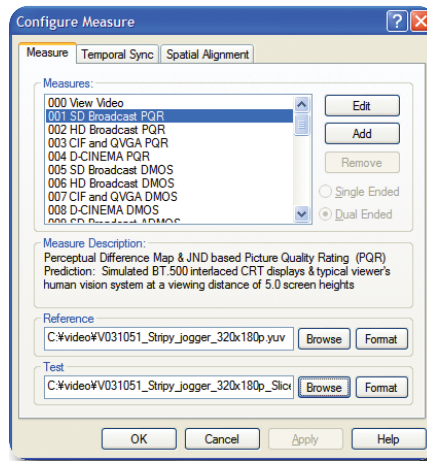 Configure Measure
Measure Temporal Sync Spatial Alignment
Measures:
000 View Video
001 SD Broadcast PQR
002 HD Broadcast PQR
003 CIF and QVGA PQR
004 D-CINEMA PQR
005 SD Broadcast DMOS
006 HD Broadcast DMOS
007 CIF and QVGA DMOS
008 D-CINEMA DMOS
009 SD Broadcast ADMOS
Edit
Add
Remove
Single Ended
Dual Ended
Measure Description:
Perceptual Difference Map & JND based Picture Quality Rating (PQR)
Prediction: Simulated BT.500 interlaced CRT displays & typical viewer's
human vision system at a viewing distance of 5.0 screen heights
Reference
C:¥video¥V031051_Stripy_jogger_320x180p.yuv Browse Format
Test
C:¥video¥V031051_Stripy_jogger_320x180p_Slice Browse Format
OK Cancel Apply Help